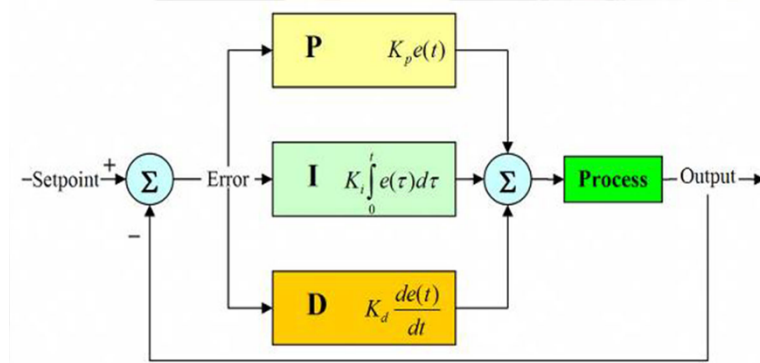 P K_p e(t)
+
–Setpoint Σ Error I K_i ∫_0^t e(τ)dτ Σ Process Output
–
D K_d de(t)/dt